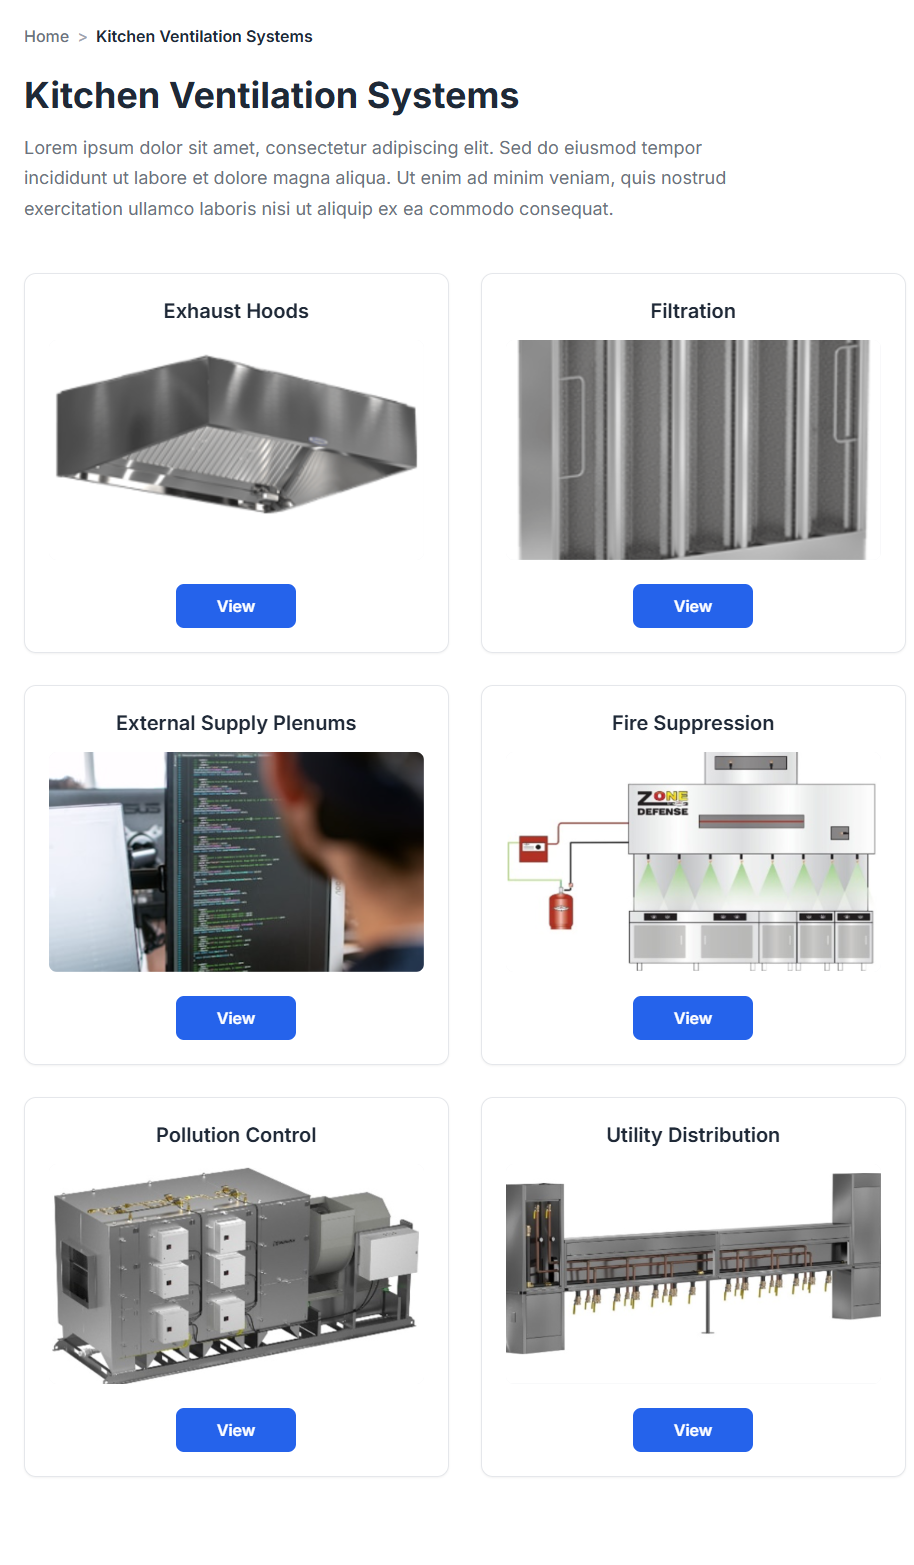 Home > Kitchen Ventilation Systems
Kitchen Ventilation Systems
Lorem ipsum dolor sit amet, consectetur adipiscing elit. Sed do eiusmod tempor
incididunt ut labore et dolore magna aliqua. Ut enim ad minim veniam, quis nostrud
exercitation ullamco laboris nisi ut aliquip ex ea commodo consequat.
Exhaust Hoods
Filtration
View
View
External Supply Plenums
Fire Suppression
ZONE
DEFENSE
View
View
Pollution Control
Utility Distribution
View
View